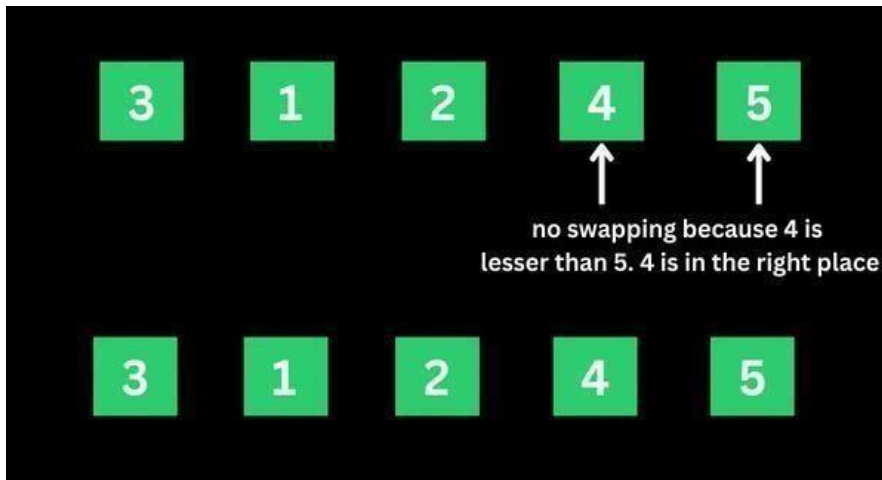 3 1 2 4 5
no swapping because 4 is
lesser than 5. 4 is in the right place
3 1 2 4 5